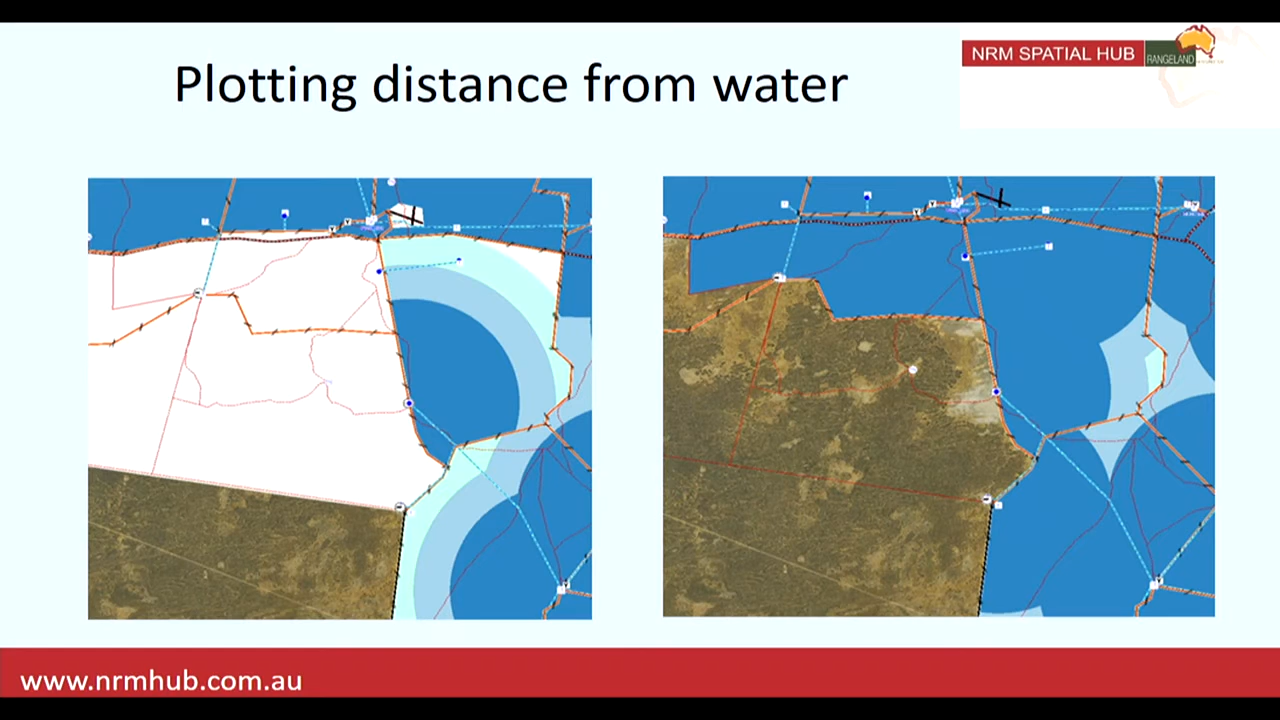 Plotting distance from water
NRM SPATIAL HUB
RANGELAND
www.nrmhub.com.au